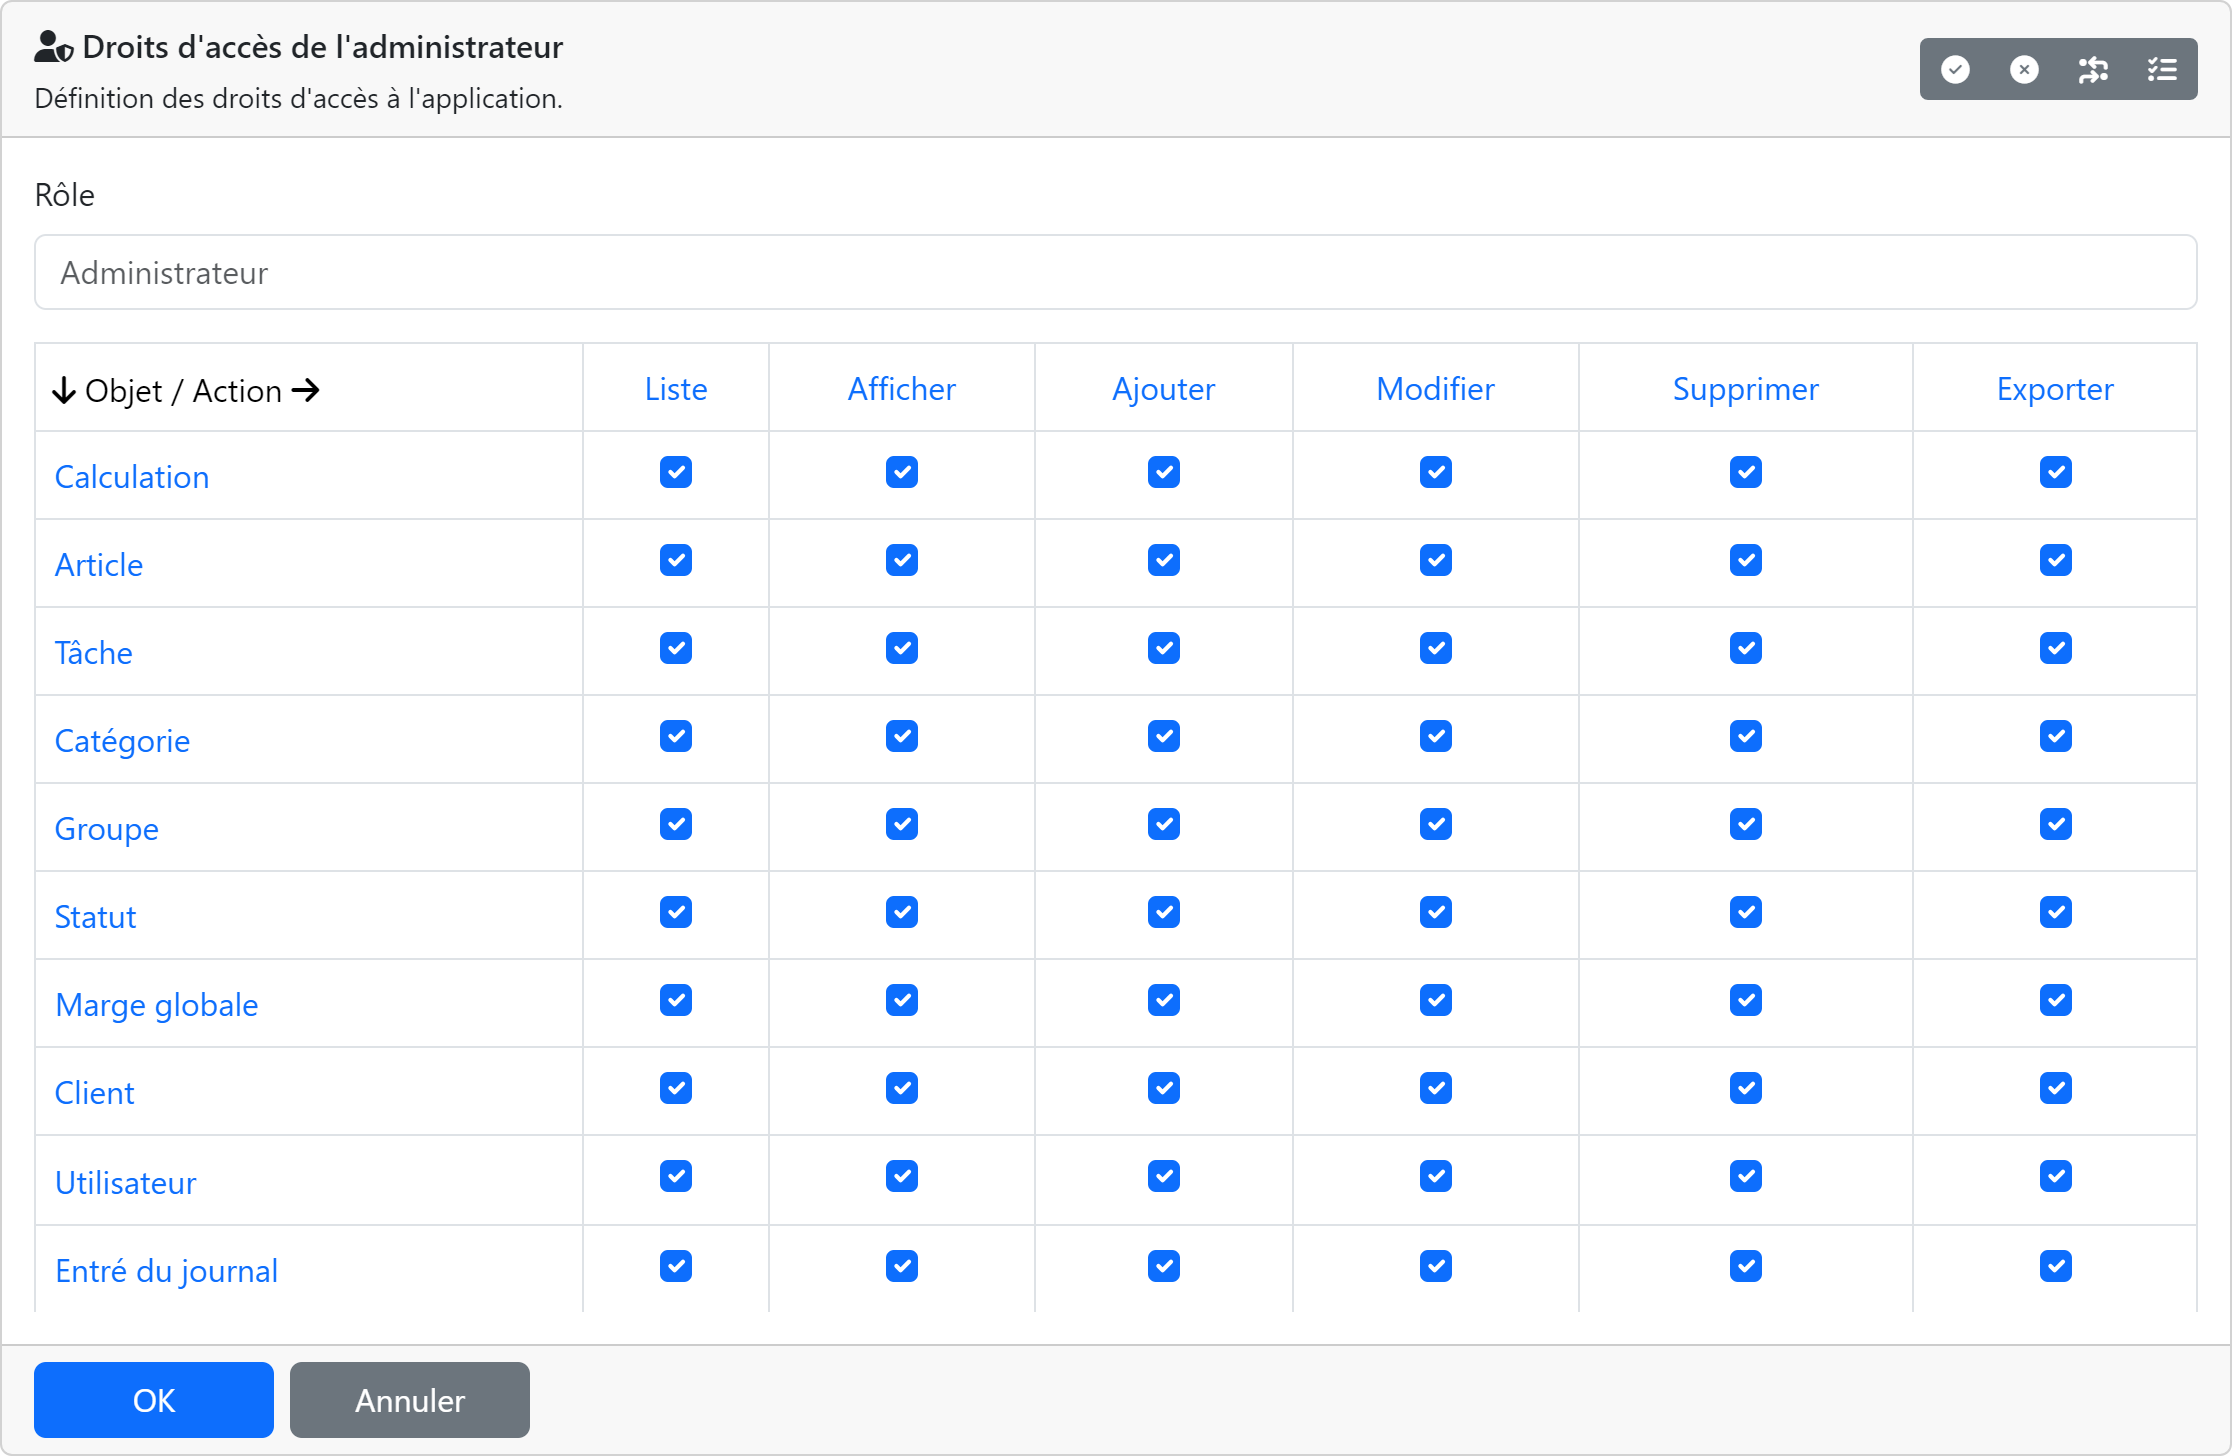 Droits d'accès de l'administrateur
Définition des droits d'accès à l'application.
Rôle
Administrateur
Objet / Action Liste Afficher Ajouter Modifier Supprimer Exporter
Calculation
Article
Tâche
Catégorie
Groupe
Statut
Marge globale
Client
Utilisateur
Entré du journal
OK Annuler